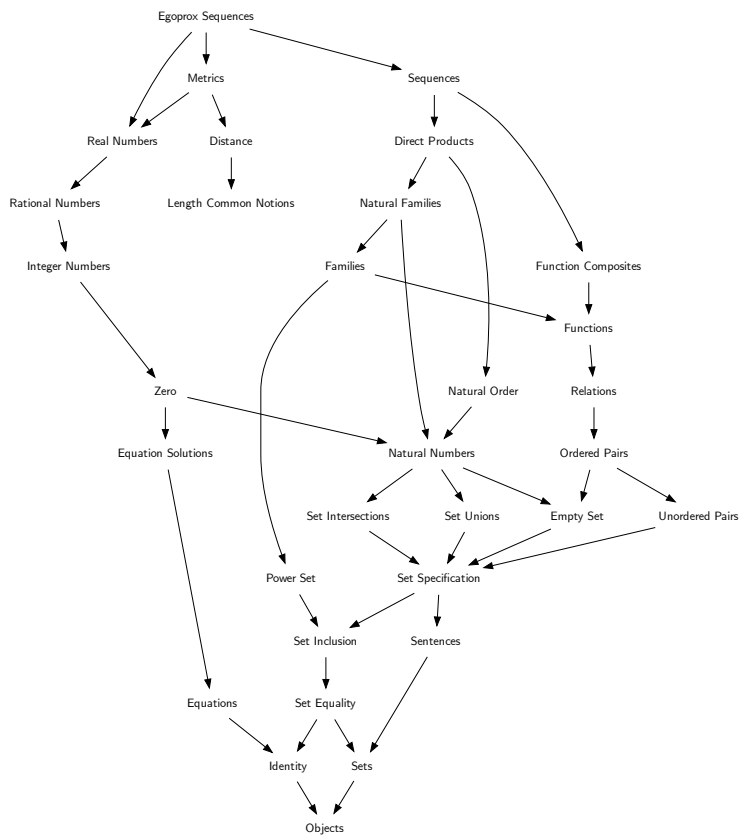 Egoprox Sequences
Metrics
Sequences
Real Numbers
Distance
Direct Products
Rational Numbers
Length Common Notions
Natural Families
Integer Numbers
Families
Function Composites
Functions
Zero
Natural Order
Relations
Equation Solutions
Natural Numbers
Ordered Pairs
Set Intersections
Set Unions
Empty Set
Unordered Pairs
Power Set
Set Specification
Set Inclusion
Sentences
Equations
Set Equality
Identity
Sets
Objects